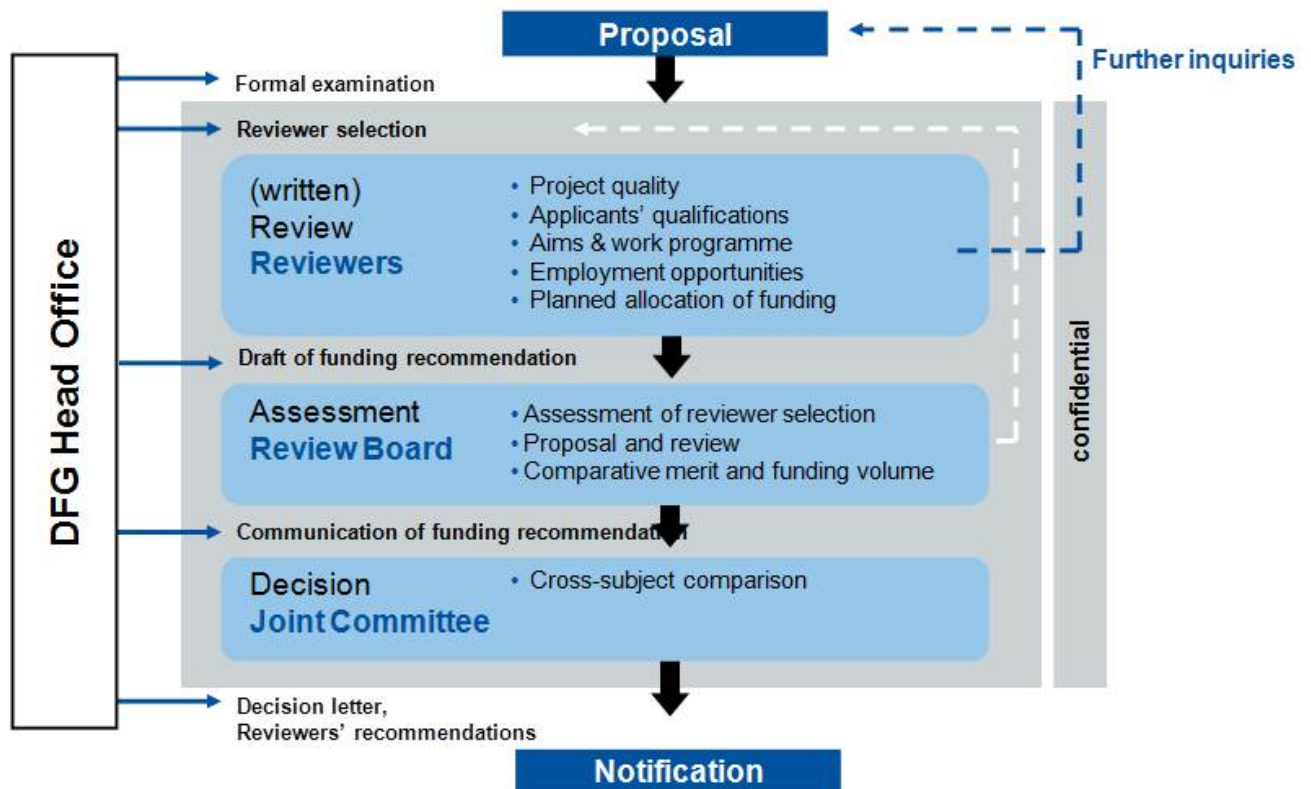 Proposal
Further inquiries
DFG Head Office
Formal examination
Reviewer selection
(written)
Review
Reviewers
• Project quality
• Applicants’ qualifications
• Aims & work programme
• Employment opportunities
• Planned allocation of funding
confidential
Draft of funding recommendation
Assessment
Review Board
• Assessment of reviewer selection
• Proposal and review
• Comparative merit and funding volume
Communication of funding recommendation
Decision
Joint Committee
• Cross-subject comparison
Decision letter,
Reviewers’ recommendations
Notification